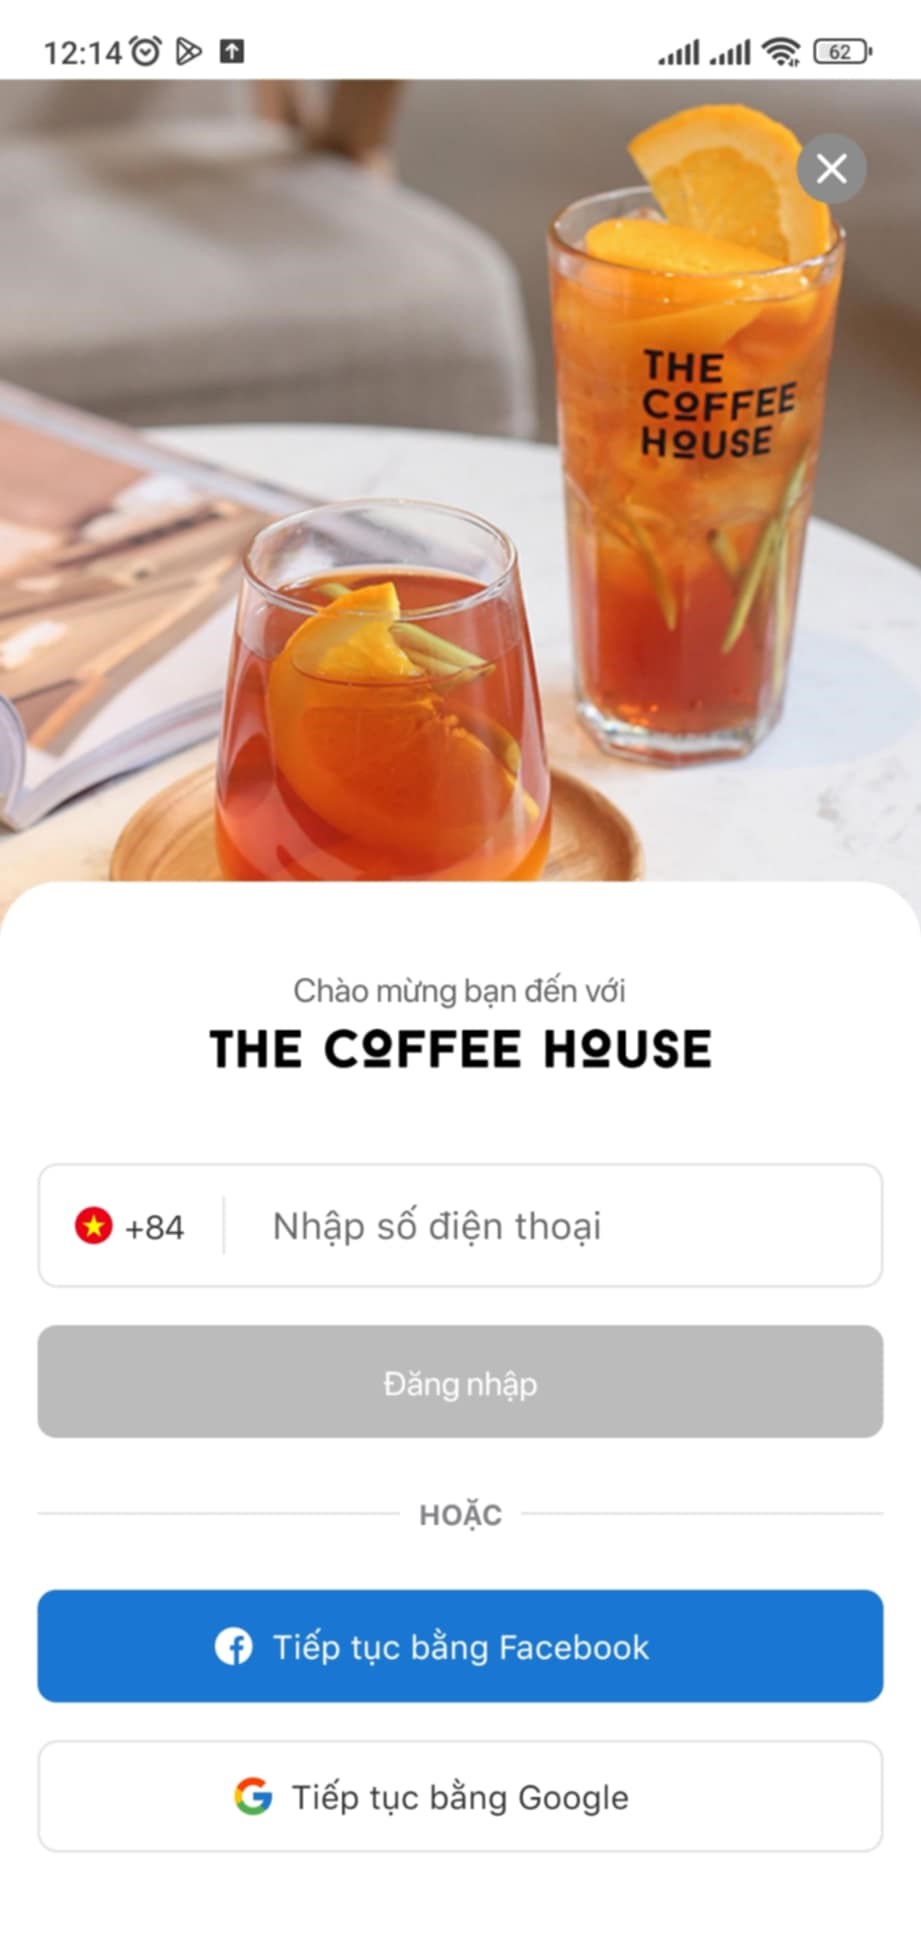 12:14
62
THE
COFFEE
HOUSE
Chào mừng bạn đến với
THE COFFEE HOUSE
+84 Nhập số điện thoại
Đăng nhập
HOẶC
Tiếp tục bằng Facebook
Tiếp tục bằng Google